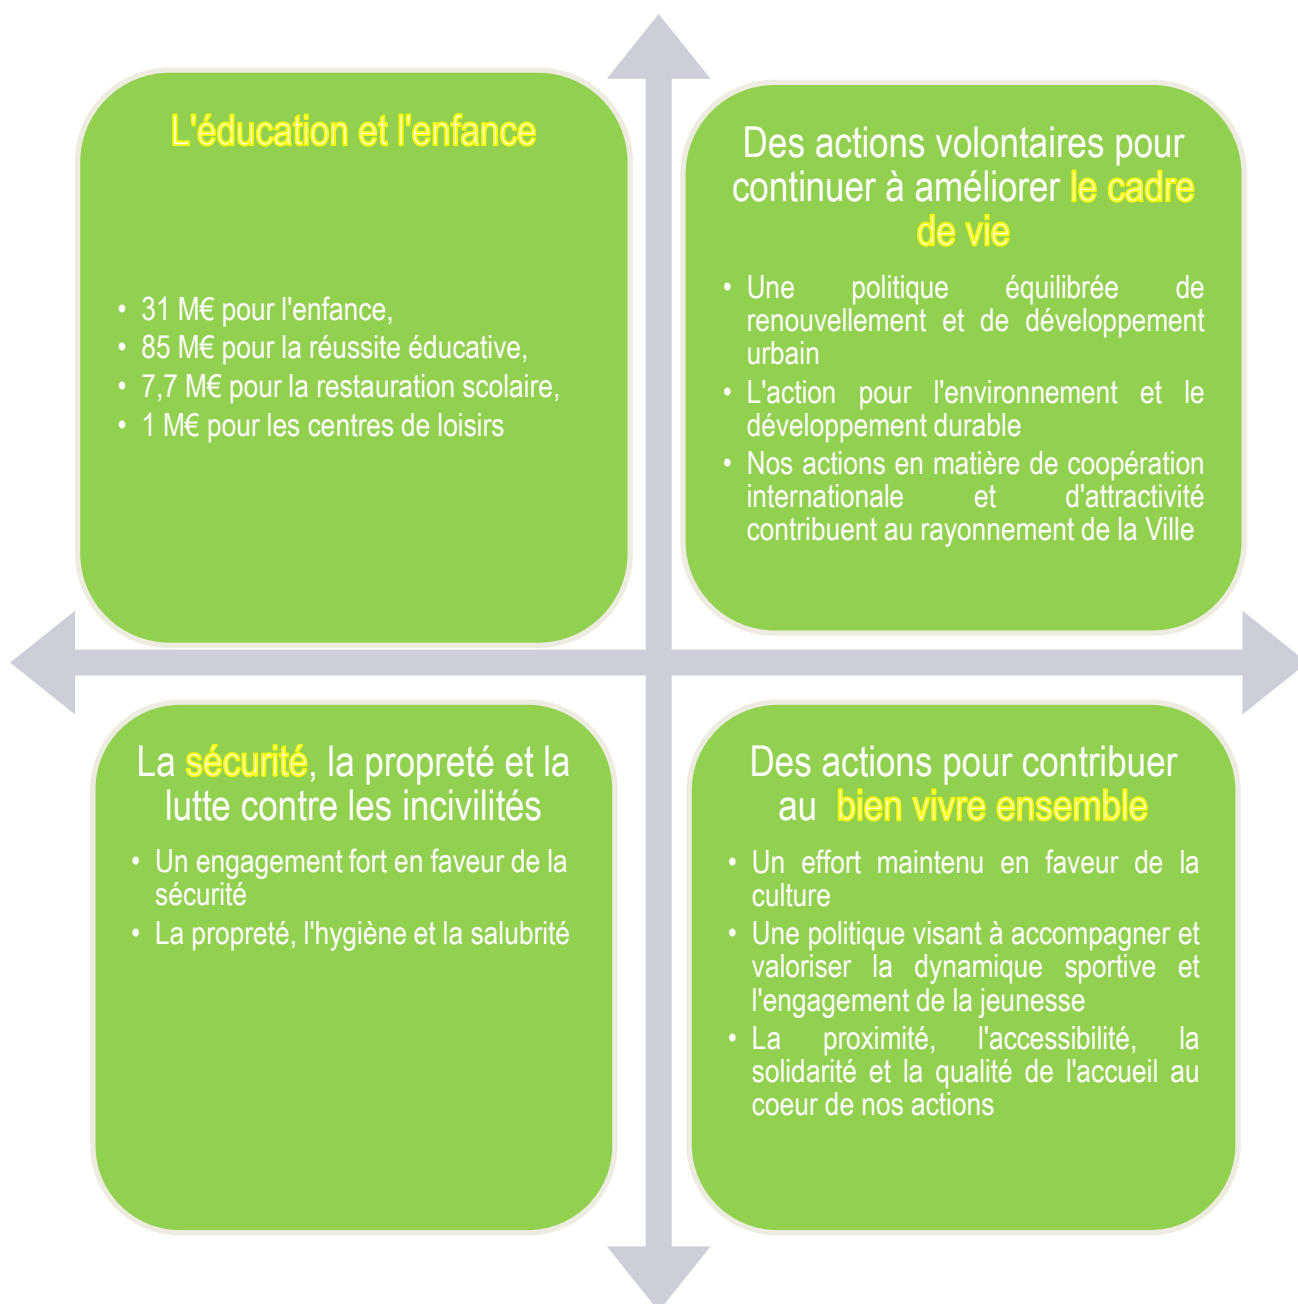 L'éducation et l'enfance
• 31 M€ pour l'enfance,
• 85 M€ pour la réussite éducative,
• 7,7 M€ pour la restauration scolaire,
• 1 M€ pour les centres de loisirs
Des actions volontaires pour
continuer à améliorer le cadre
de vie
• Une politique équilibrée de
renouvellement et de développement
urbain
• L'action pour l'environnement et le
développement durable
• Nos actions en matière de coopération
internationale et d'attractivité
contribuent au rayonnement de la Ville
La sécurité, la propreté et la
lutte contre les incivilités
• Un engagement fort en faveur de la
sécurité
• La propreté, l'hygiène et la salubrité
Des actions pour contribuer
au bien vivre ensemble
• Un effort maintenu en faveur de la
culture
• Une politique visant à accompagner et
valoriser la dynamique sportive et
l'engagement de la jeunesse
• La proximité, l'accessibilité, la
solidarité et la qualité de l'accueil au
coeur de nos actions